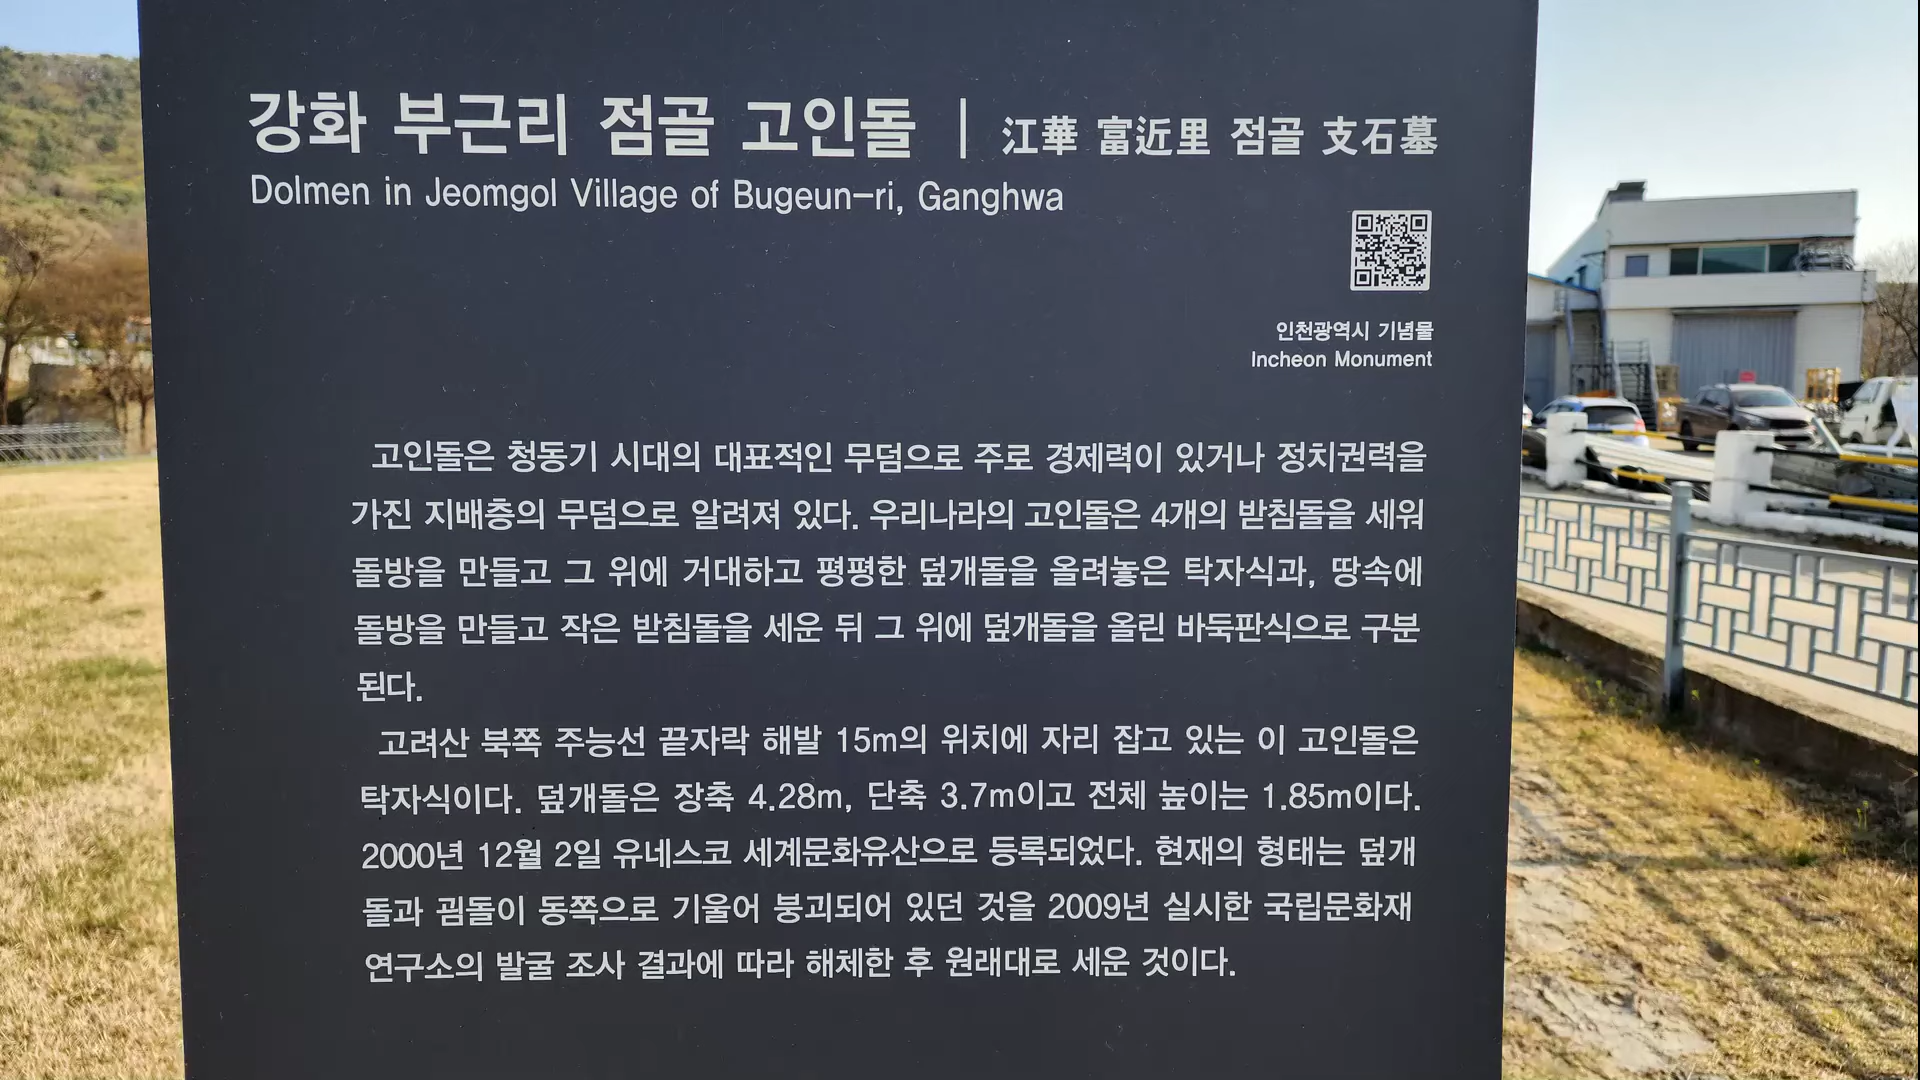 강화 부근리 점골 고인돌 | 江華 富近里 점골 支石墓
Dolmen in Jeomgol Village of Bugeun-ri, Ganghwa
인천광역시 기념물
Incheon Monument
고인돌은 청동기 시대의 대표적인 무덤으로 주로 경제력이 있거나 정치권력을
가진 지배층의 무덤으로 알려져 있다. 우리나라의 고인돌은 4개의 받침돌을 세워
돌방을 만들고 그 위에 거대하고 평평한 덮개돌을 올려놓은 탁자식과, 땅속에
돌방을 만들고 작은 받침돌을 세운 뒤 그 위에 덮개돌을 올린 바둑판식으로 구분
된다.
고려산 북쪽 주능선 끝자락 해발 15m의 위치에 자리 잡고 있는 이 고인돌은
탁자식이다. 덮개돌은 장축 4.28m, 단축 3.7m이고 전체 높이는 1.85m이다.
2000년 12월 2일 유네스코 세계문화유산으로 등록되었다. 현재의 형태는 덮개
돌과 굄돌이 동쪽으로 기울어 붕괴되어 있던 것을 2009년 실시한 국립문화재
연구소의 발굴 조사 결과에 따라 해체한 후 원래대로 세운 것이다.